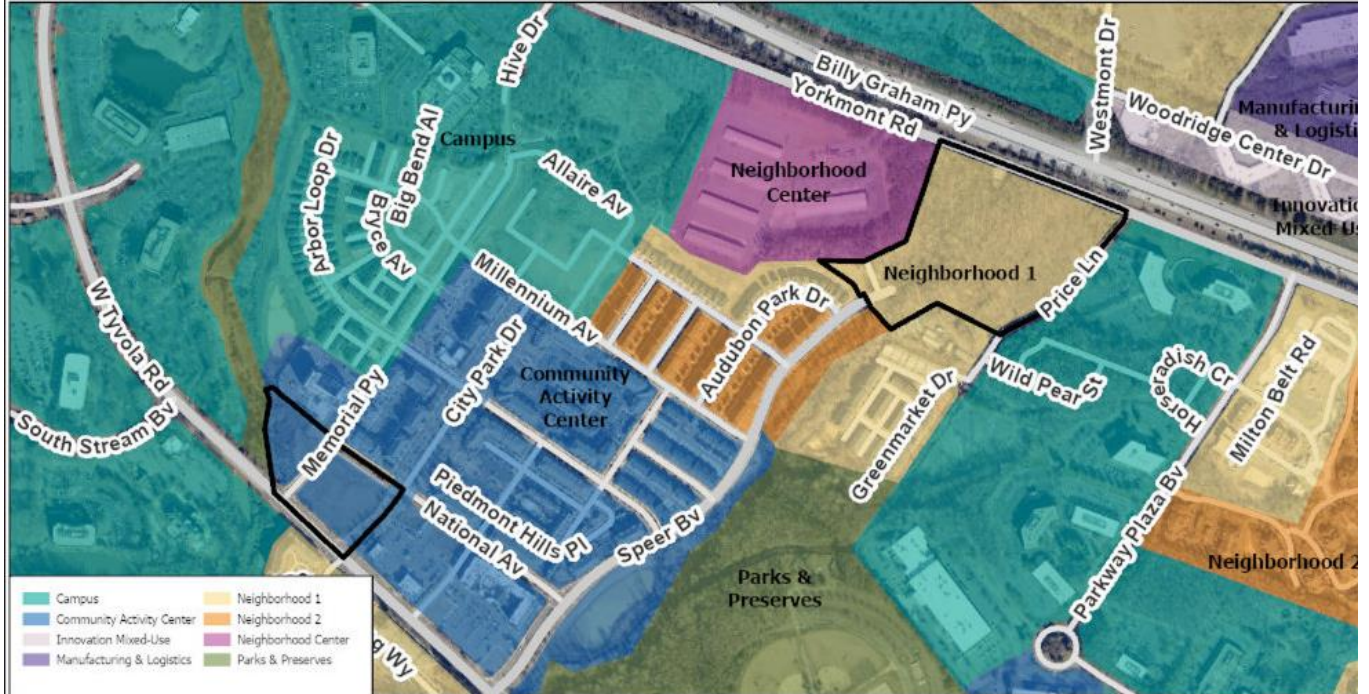 Hive Dr
Billy Graham Py
Yorkmont Rd
Westmont Dr
Woodridge Center Dr
Manufacturin
& Logisti
Campus
Big Bend Al
Arbor Loop Dr
Bryce Av
Allaire Av
Neighborhood
Center
Innovatio
Mixed-Us
Neighborhood 1
Price Ln
W Tyvola Rd
Millennium Av
Audubon Park Dr
Wild Pear St
Horseradish Cr
Milton Belt Rd
City Park Dr
Community
Activity
Center
Memorial Py
South Stream Bv
Greenmarket Dr
Piedmont Hills Pl
National Av
Speer Bv
Parkway Plaza Bv
Neighborhood 2
Parks &
Preserves
g Wy
Campus
Community Activity Center
Innovation Mixed-Use
Manufacturing & Logistics
Neighborhood 1
Neighborhood 2
Neighborhood Center
Parks & Preserves